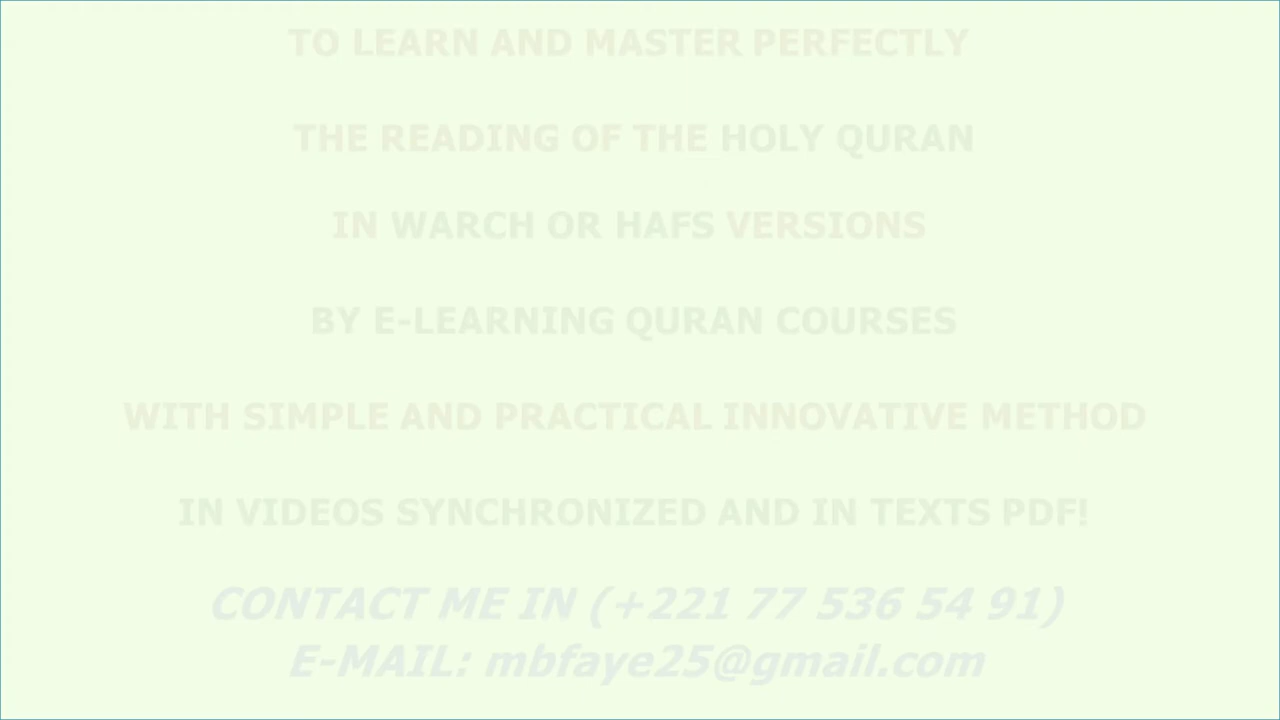 TO LEARN AND MASTER PERFECTLY
THE READING OF THE HOLY QURAN
IN WARCH OR HAFS VERSIONS
BY E-LEARNING QURAN COURSES
WITH SIMPLE AND PRACTICAL INNOVATIVE METHOD
IN VIDEOS SYNCHRONIZED AND IN TEXTS PDF!
CONTACT ME IN (+221 77 536 54 91)
E-MAIL: mbfaye25@gmail.com